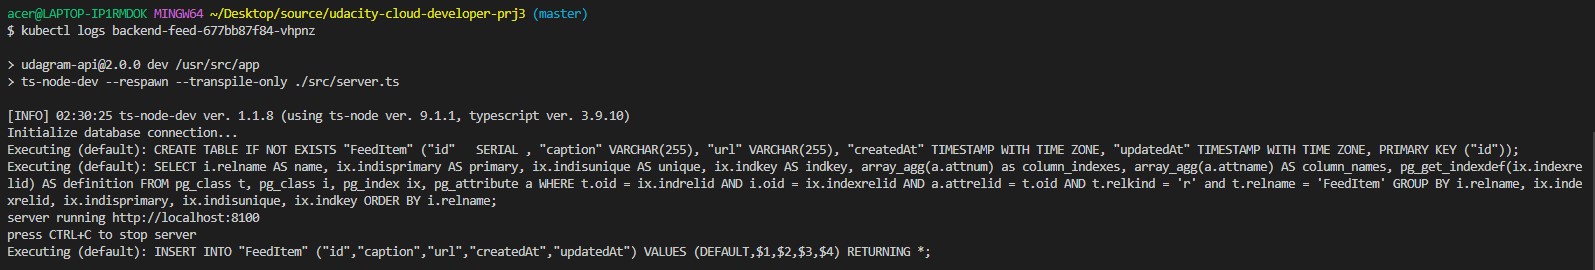 acer@LAPTOP-IP1RMDOK MINGW64 ~/Desktop/source/udacity-cloud-developer-prj3 (master)
$ kubectl logs backend-feed-677bb87f84-vhpnz
> udagram-api@2.0.0 dev /usr/src/app
> ts-node-dev --respawn --transpile-only ./src/server.ts
[INFO] 02:30:25 ts-node-dev ver. 1.1.8 (using ts-node ver. 9.1.1, typescript ver. 3.9.10)
Initialize database connection...
Executing (default): CREATE TABLE IF NOT EXISTS "FeedItem" ("id"   SERIAL , "caption" VARCHAR(255), "url" VARCHAR(255), "createdAt" TIMESTAMP WITH TIME ZONE, "updatedAt" TIMESTAMP WITH TIME ZONE, PRIMARY KEY ("id"));
Executing (default): SELECT i.relname AS name, ix.indisprimary AS primary, ix.indisunique AS unique, ix.indkey AS indkey, array_agg(a.attnum) as column_indexes, array_agg(a.attname) AS column_names, pg_get_indexdef(ix.indexre
lid) AS definition FROM pg_class t, pg_class i, pg_index ix, pg_attribute a WHERE t.oid = ix.indrelid AND i.oid = ix.indexrelid AND a.attrelid = t.oid AND t.relkind = 'r' and t.relname = 'FeedItem' GROUP BY i.relname, ix.inde
xrelid, ix.indisprimary, ix.indisunique, ix.indkey ORDER BY i.relname;
server running http://localhost:8100
press CTRL+C to stop server
Executing (default): INSERT INTO "FeedItem" ("id","caption","url","createdAt","updatedAt") VALUES (DEFAULT,$1,$2,$3,$4) RETURNING *;